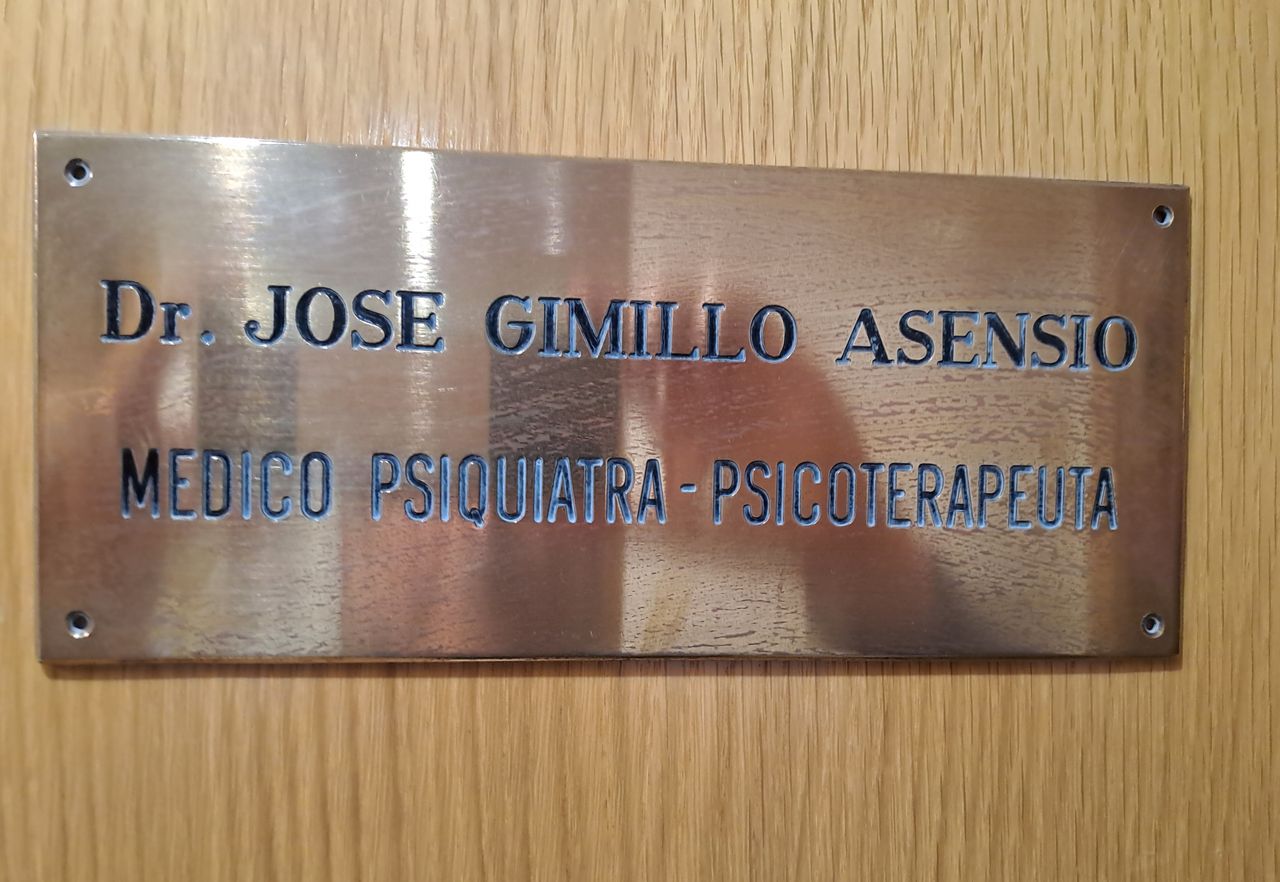 Dr. JOSE GIMILLO ASENSIO
MEDICO PSIQUIATRA - PSICOTERAPEUTA